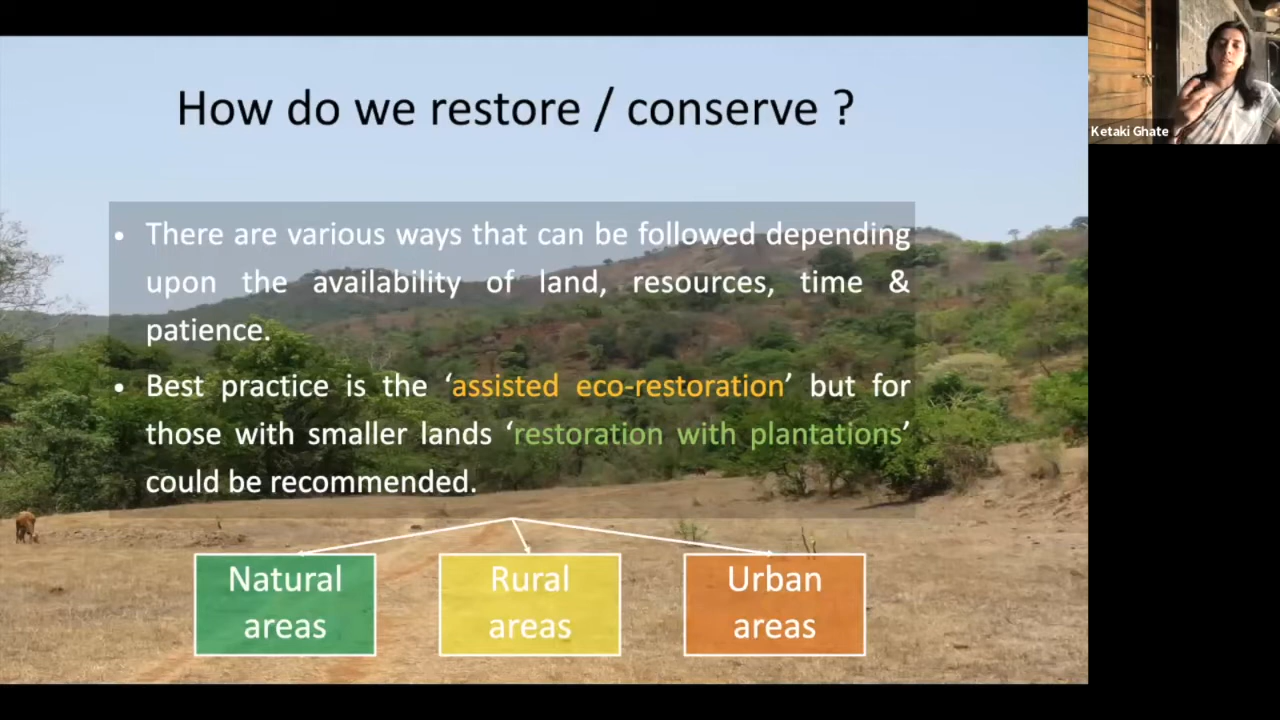 How do we restore / conserve ?
Ketaki Ghate
• There are various ways that can be followed depending
upon the availability of land, resources, time &
patience.
• Best practice is the ‘assisted eco-restoration’ but for
those with smaller lands ‘restoration with plantations’
could be recommended.
Natural
areas
Rural
areas
Urban
areas